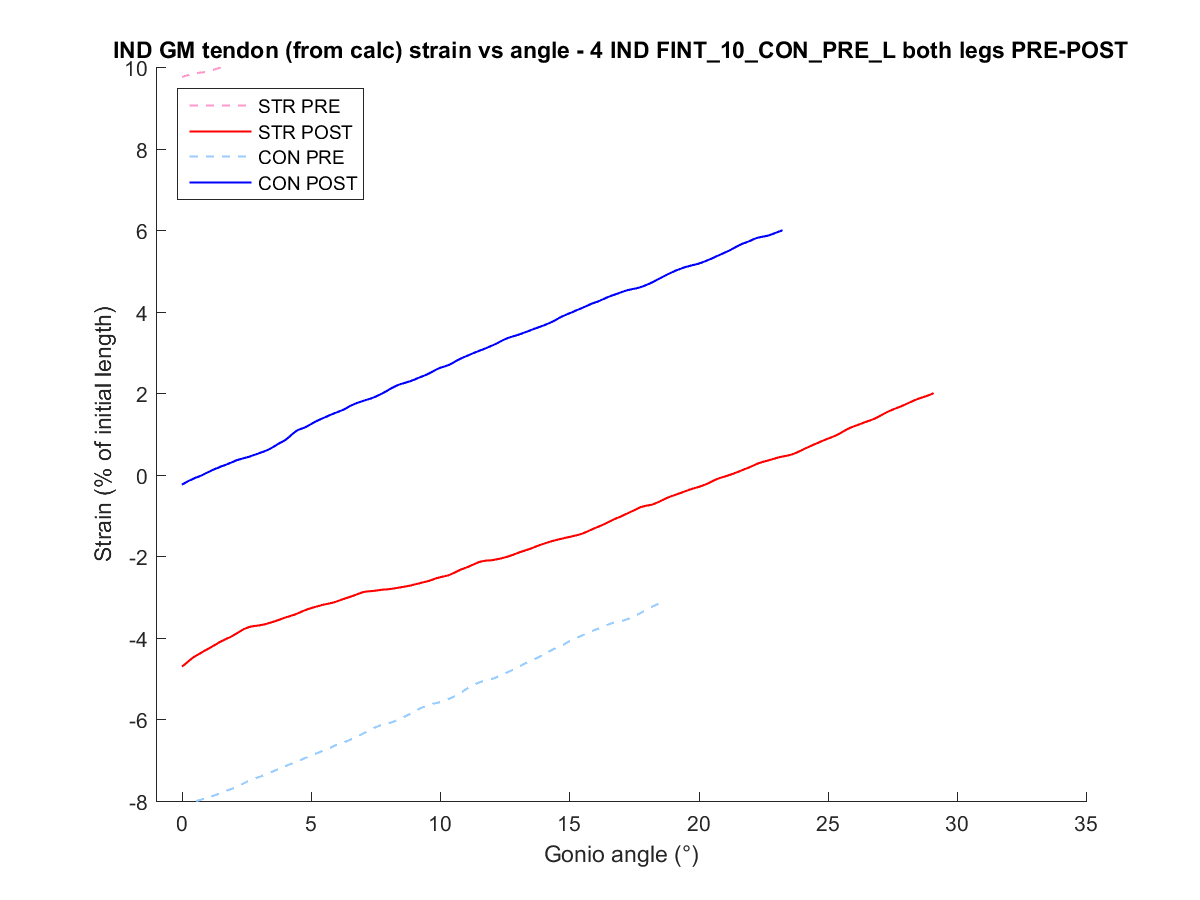 IND GM tendon (from calc) strain vs angle - 4 IND FINT_10_CON_PRE_L both legs PRE-POST
10
8
6
4
2
0
-2
-4
-6
-8
Strain (% of initial length)
STR PRE
STR POST
CON PRE
CON POST
0 5 10 15 20 25 30 35
Gonio angle (°)